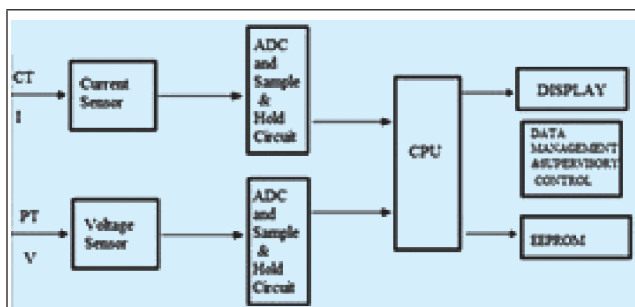 CT
I
Current
Sensor
ADC
and
Sample
&
Hold
Circuit
PT
V
Voltage
Sensor
ADC
and
Sample
&
Hold
Circuit
CPU
DISPLAY
DATA
MANAGEMENT
&SUPERVISORY
CONTROL
EEPROM